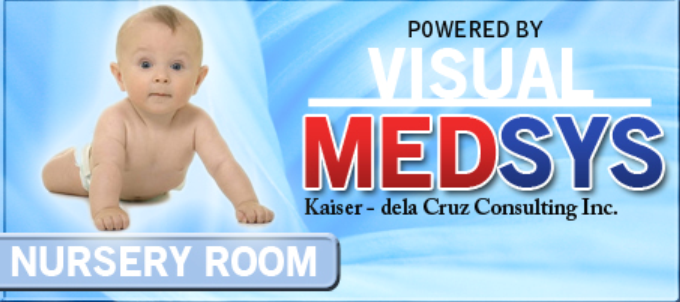 POWERED BY
VISUAL
MEDSYS
Kaiser - dela Cruz Consulting Inc.
NURSERY ROOM